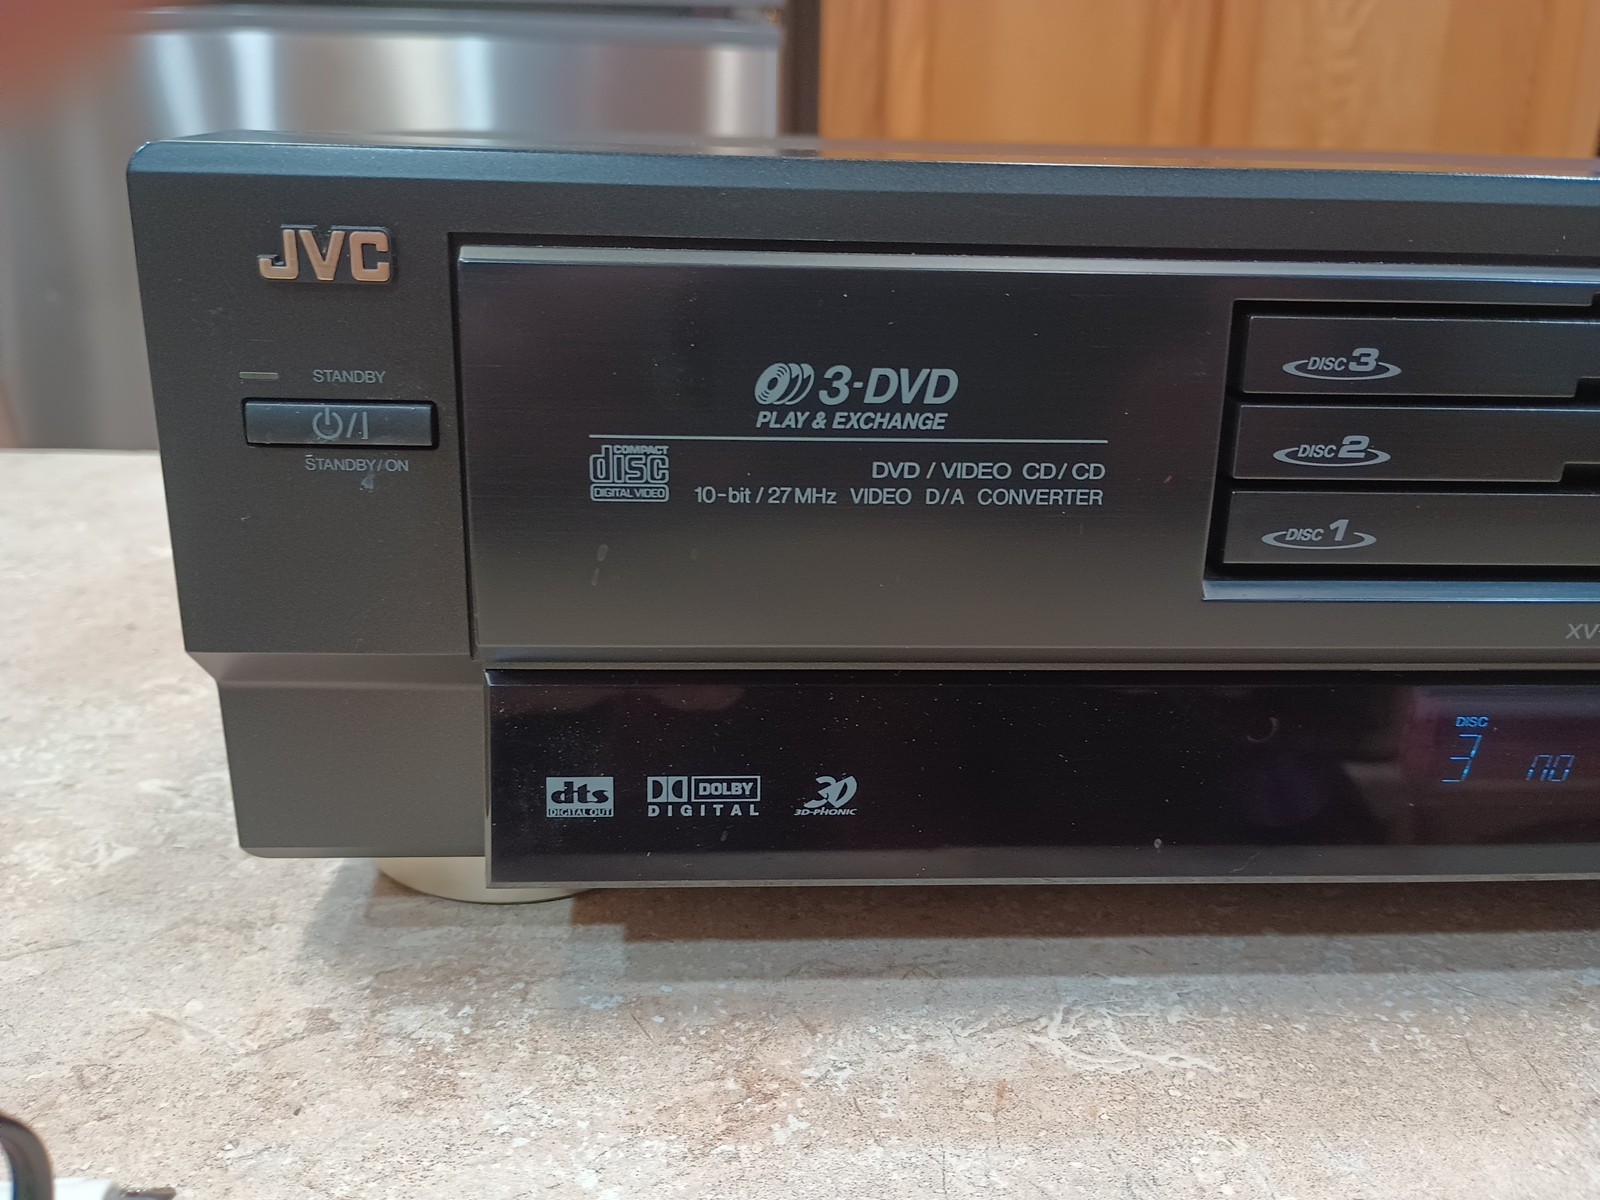 JVC
STANDBY
STANDBY/ON
3-DVD
PLAY & EXCHANGE
COMPACT
disc
DIGITAL VIDEO
DVD / VIDEO CD / CD
10-bit / 27MHz VIDEO D/A CONVERTER
DISC 3
DISC 2
DISC 1
XV-
dts
DIGITAL OUT
DOLBY
DIGITAL
3D
3D-PHONIC
DISC
3 no